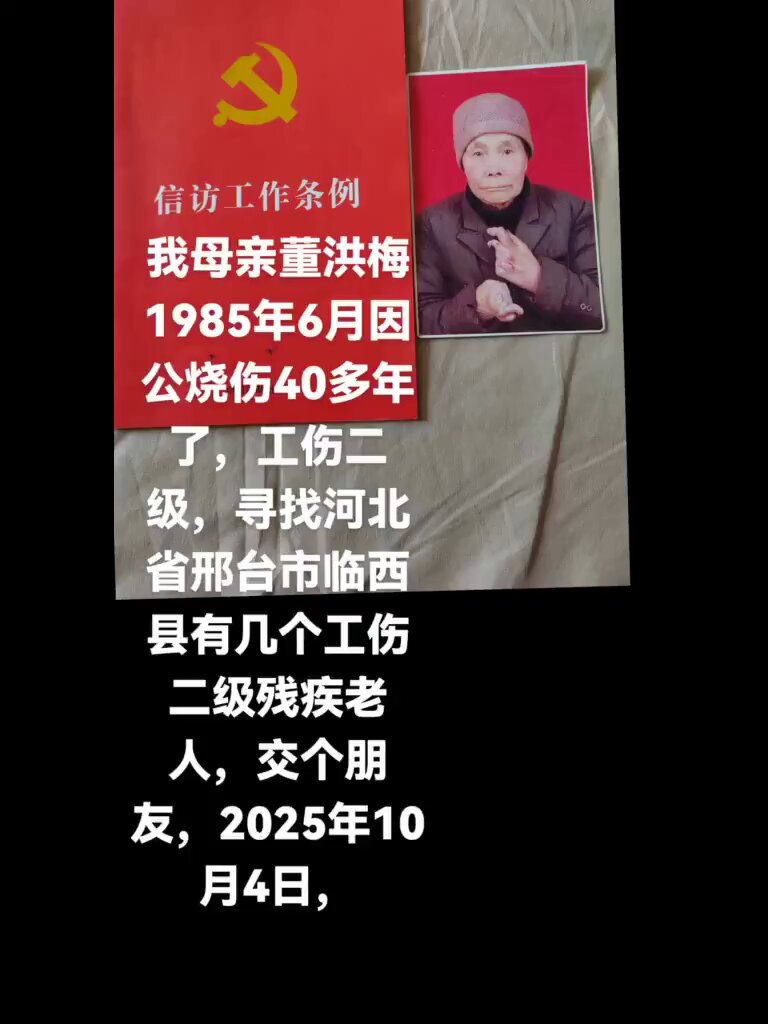 信访工作条例
我母亲董洪梅
1985年6月因
公烧伤40多年
了，工伤二
级，寻找河北
省邢台市临西
县有几个工伤
二级残疾老
人，交个朋
友，2025年10
月4日，